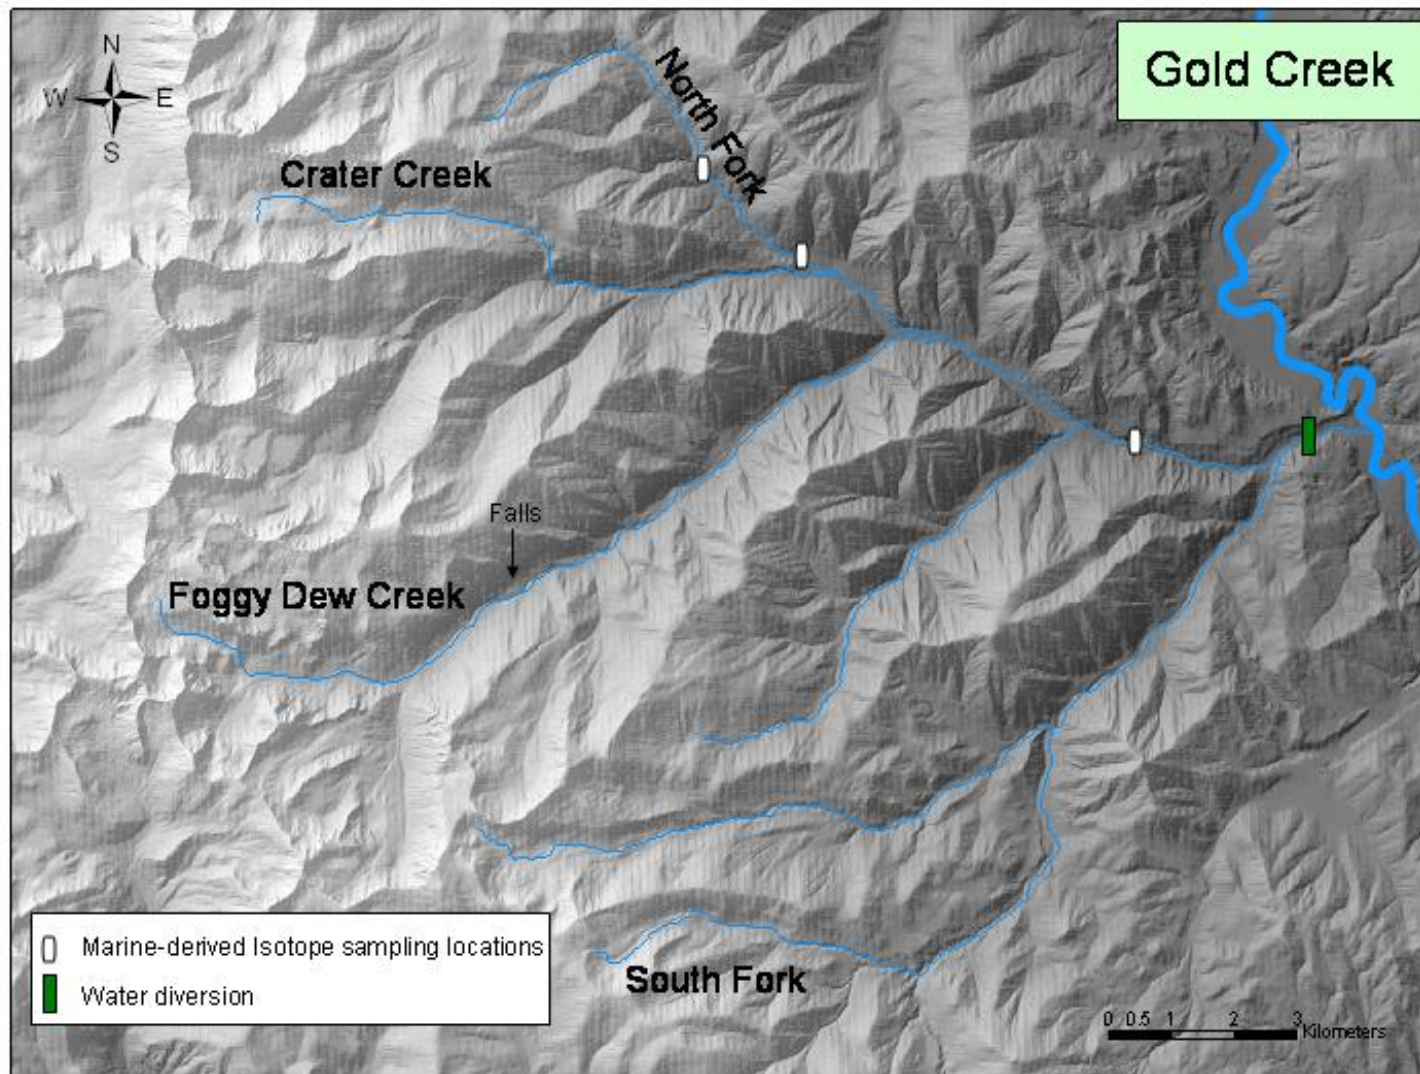 Gold Creek
N
W E
S
North Fork
Crater Creek
Falls
Foggy Dew Creek
South Fork
Marine-derived Isotope sampling locations
Water diversion
0 0.5 1 2 3
Kilometers